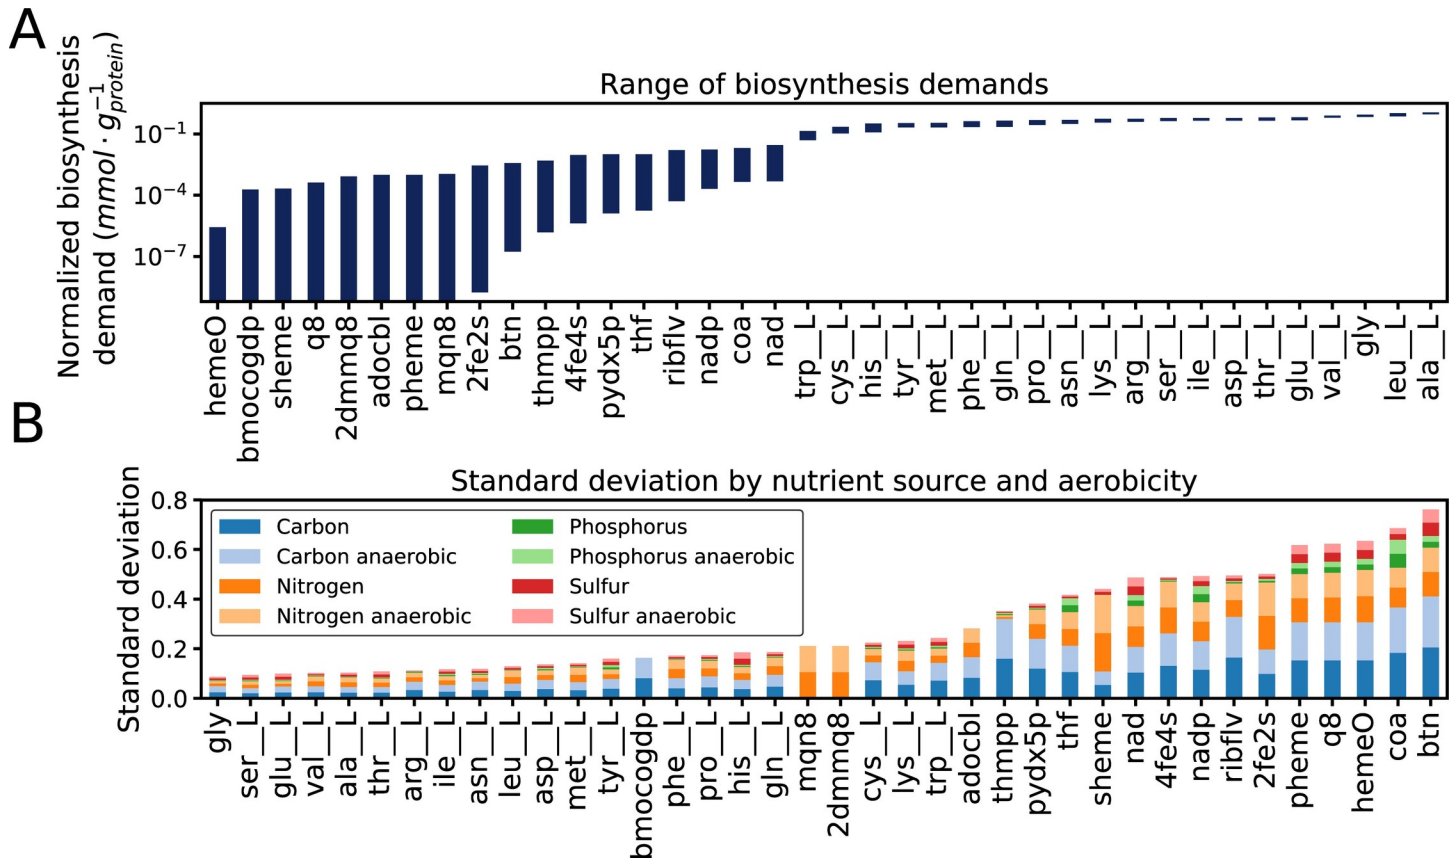 A
Range of biosynthesis demands
Normalized biosynthesis
demand (mmol · g⁻¹protein)
10⁻¹
10⁻⁴
10⁻⁷
hemeO
bmocogdp
sheme
q8
2dmmq8
adocbl
pheme
mqn8
2fe2s
btn
thmpp
4fe4s
pydx5p
thf
ribflv
nadp
coa
nad
trp__L
cys__L
his__L
tyr__L
met__L
phe__L
gln__L
pro__L
asn__L
lys__L
arg__L
ser__L
ile__L
asp__L
thr__L
glu__L
val__L
gly
leu__L
ala__L
B
Standard deviation by nutrient source and aerobicity
Standard deviation
0.8
0.6
0.4
0.2
0.0
Carbon
Carbon anaerobic
Nitrogen
Nitrogen anaerobic
Phosphorus
Phosphorus anaerobic
Sulfur
Sulfur anaerobic
gly
ser__L
glu__L
val__L
ala__L
thr__L
arg__L
ile__L
asn__L
leu__L
asp__L
met__L
tyr__L
bmocogdp
phe__L
pro__L
his__L
gln__L
mqn8
2dmmq8
cys__L
lys__L
trp__L
adocbl
thmpp
pydx5p
thf
sheme
nad
4fe4s
nadp
ribflv
2fe2s
pheme
q8
hemeO
coa
btn